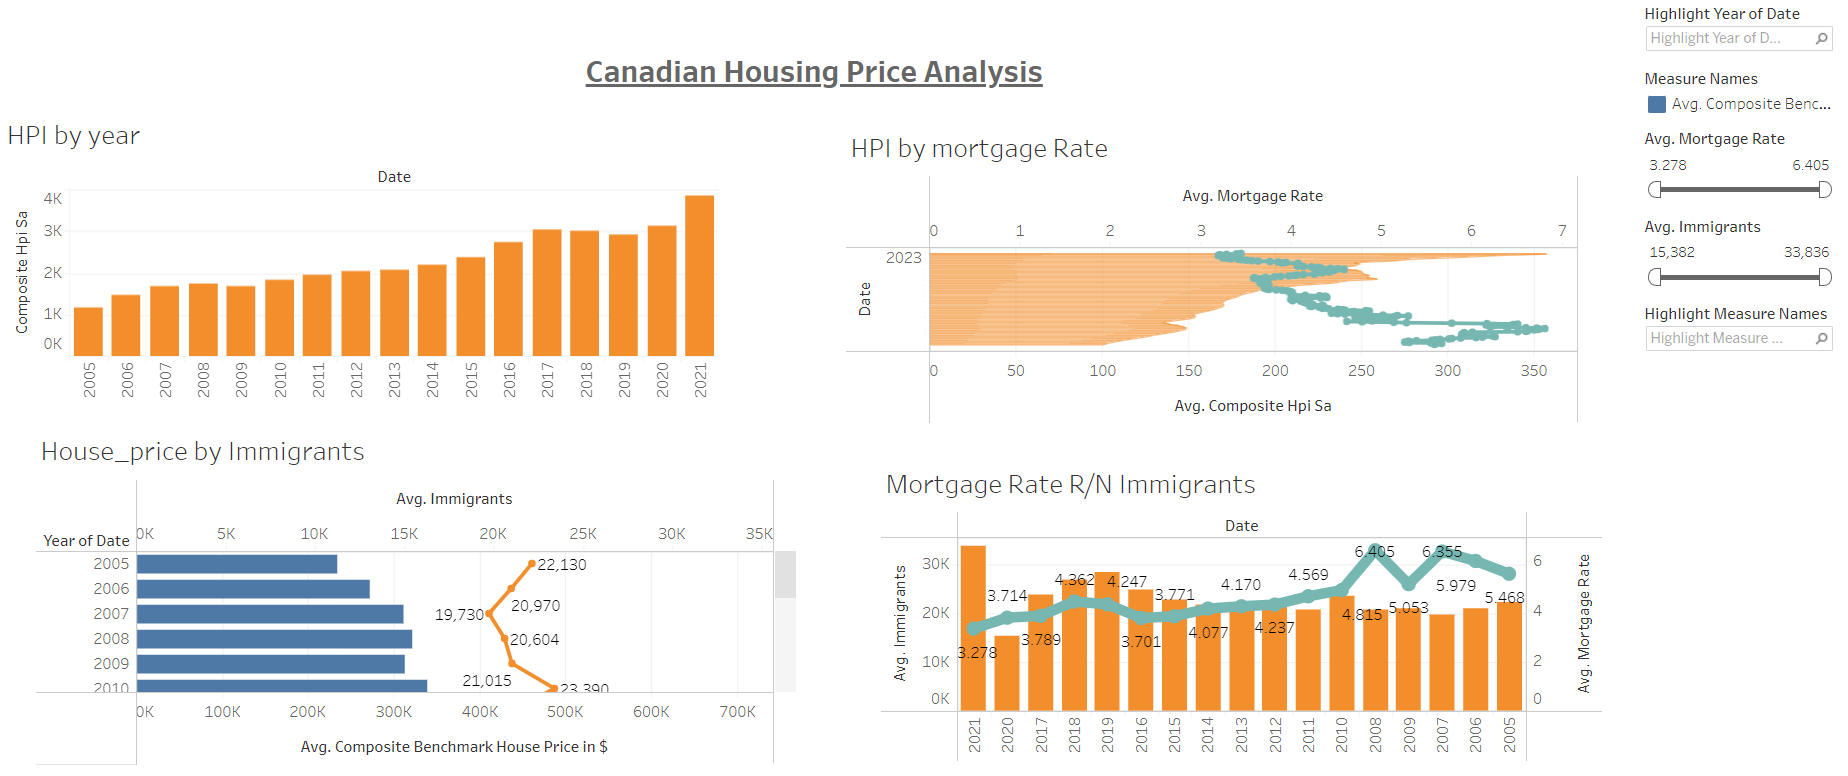 Canadian Housing Price Analysis
HPI by year
Date
Composite Hpi Sa
4K
3K
2K
1K
0K
2005 2006 2007 2008 2009 2010 2011 2012 2013 2014 2015 2016 2017 2018 2019 2020 2021
HPI by mortgage Rate
Avg. Mortgage Rate
0 1 2 3 4 5 6 7
Date
2023
0 50 100 150 200 250 300 350
Avg. Composite Hpi Sa
House_price by Immigrants
Avg. Immigrants
Year of Date
0K 5K 10K 15K 20K 25K 30K 35K
2005 22,130
2006 20,970
2007 19,730
2008 20,604
2009 21,015
2010 23,390
0K 100K 200K 300K 400K 500K 600K 700K
Avg. Composite Benchmark House Price in $
Mortgage Rate R/N Immigrants
Date
Avg. Immigrants
30K
20K
10K
0K
3.278 3.714 3.789 4.362 4.247 3.701 3.771 4.077 4.170 4.237 4.569 4.815 6.405 5.053 6.355 5.979 5.468
6
4
2
0
Avg. Mortgage Rate
2021 2020 2017 2018 2019 2016 2015 2014 2013 2012 2011 2010 2008 2009 2007 2006 2005
Highlight Year of Date
Highlight Year of D...
Measure Names
Avg. Composite Benc...
Avg. Mortgage Rate
3.278 6.405
Avg. Immigrants
15,382 33,836
Highlight Measure Names
Highlight Measure ...